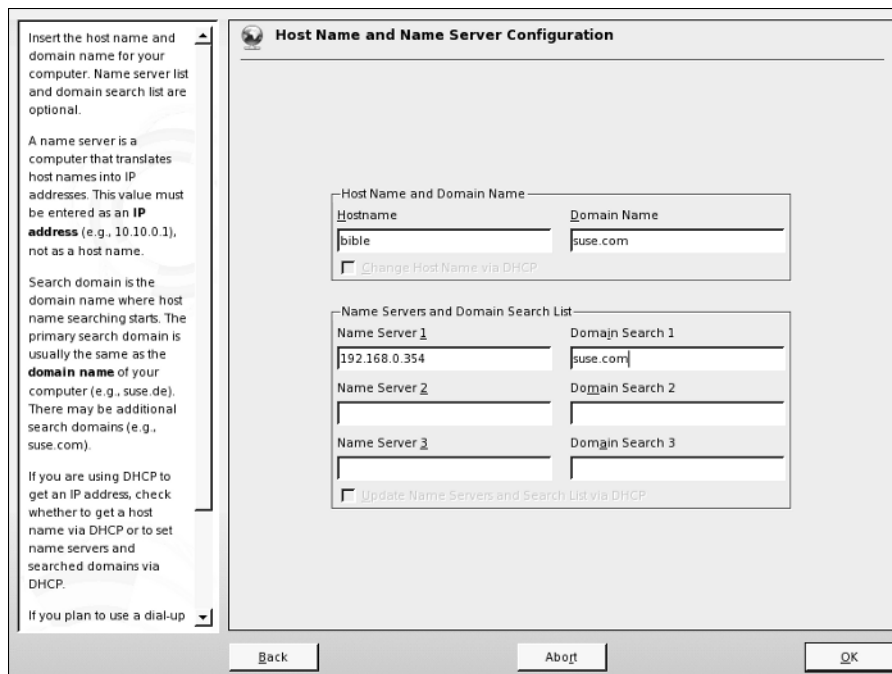 Insert the host name and
domain name for your
computer. Name server list
and domain search list are
optional.
A name server is a
computer that translates
host names into IP
addresses. This value must
be entered as an IP
address (e.g., 10.10.0.1),
not as a host name.
Search domain is the
domain name where host
name searching starts. The
primary search domain is
usually the same as the
domain name of your
computer (e.g., suse.de).
There may be additional
search domains (e.g.,
suse.com).
If you are using DHCP to
get an IP address, check
whether to get a host
name via DHCP or to set
name servers and
searched domains via
DHCP.
If you plan to use a dial-up
Host Name and Name Server Configuration
Host Name and Domain Name
Hostname
Domain Name
bible
suse.com
Change Host Name via DHCP
Name Servers and Domain Search List
Name Server 1
Domain Search 1
192.168.0.354
suse.com
Name Server 2
Domain Search 2
Name Server 3
Domain Search 3
Update Name Servers and Search List via DHCP
Back
Abort
OK